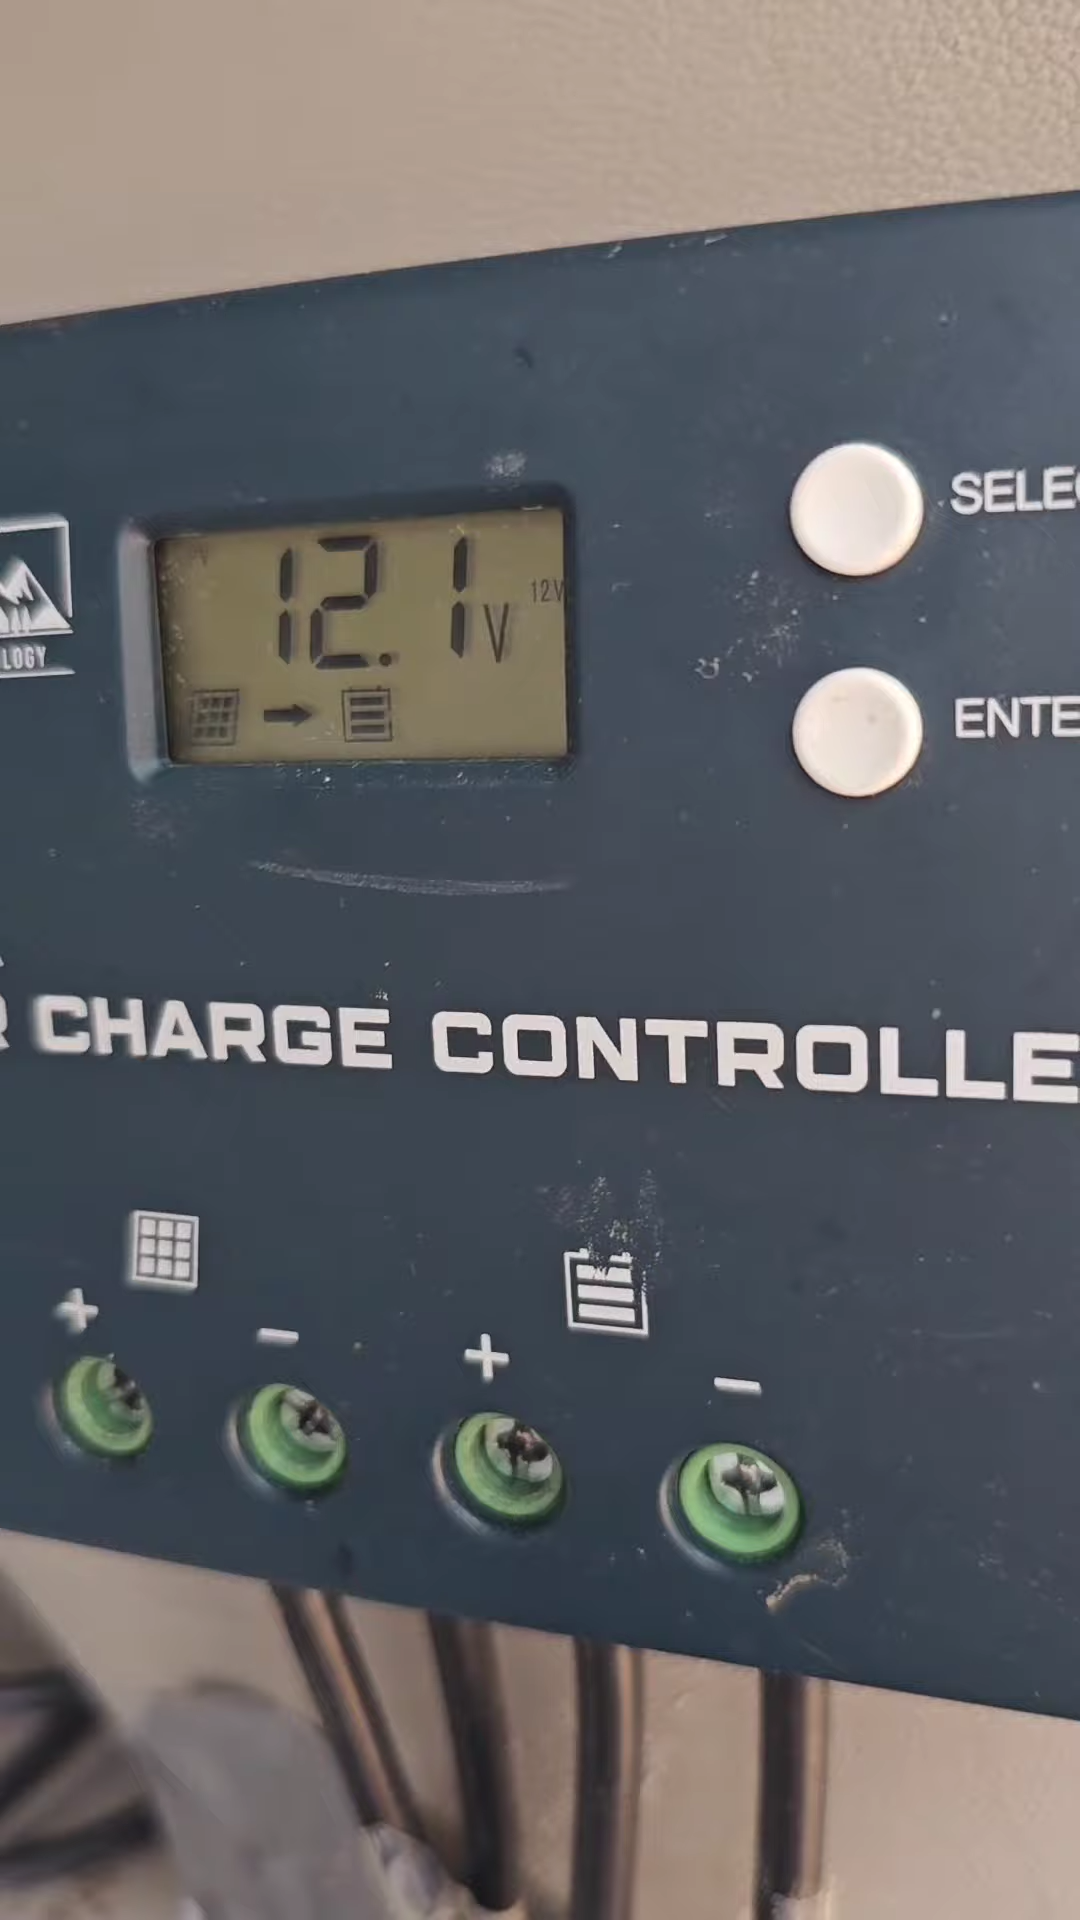 12.1 V
12V
SELEC
LOGY
ENTE
R CHARGE CONTROLLE
+ − + −